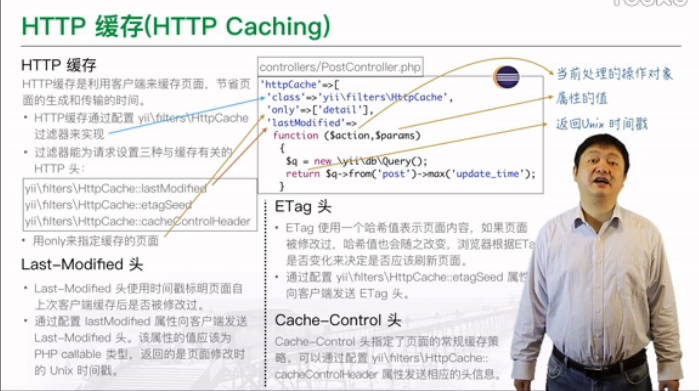 HTTP 缓存(HTTP Caching)
HTTP 缓存
HTTP缓存是利用客户端来缓存页面，节省页
面的生成和传输的时间。
• HTTP缓存通过配置 yii\filters\HttpCache
过滤器来实现
• 过滤器能为请求设置三种与缓存有关的
HTTP 头：
yii\filters\HttpCache::lastModified
yii\filters\HttpCache::etagSeed
yii\filters\HttpCache::cacheControlHeader
• 用only来指定缓存的页面
Last-Modified 头
• Last-Modified 头使用时间戳标明页面自
上次客户端缓存后是否被修改过。
• 通过配置 lastModified 属性向客户端发送
Last-Modified 头。该属性的值应该为
PHP callable 类型，返回的是页面修改时
的 Unix 时间戳。
controllers/PostController.php
'httpCache'=>[
'class'=>'yii\filters\HttpCache',
'only'=>['detail'],
'lastModified'=>
function ($action,$params)
{
$q = new \yii\db\Query();
return $q->from('post')->max('update_time');
}
当前处理的操作对象
属性的值
返回Unix 时间戳
ETag 头
• ETag 使用一个哈希值表示页面内容，如果页面
被修改过，哈希值也会随之改变，浏览器根据ETa
是否变化来决定是否应该刷新页面。
• 通过配置 yii\filters\HttpCache::etagSeed 属性
向客户端发送 ETag 头。
Cache-Control 头
Cache-Control 头指定了页面的常规缓存策
略，可以通过配置 yii\filters\HttpCache::
cacheControlHeader 属性发送相应的头信息。